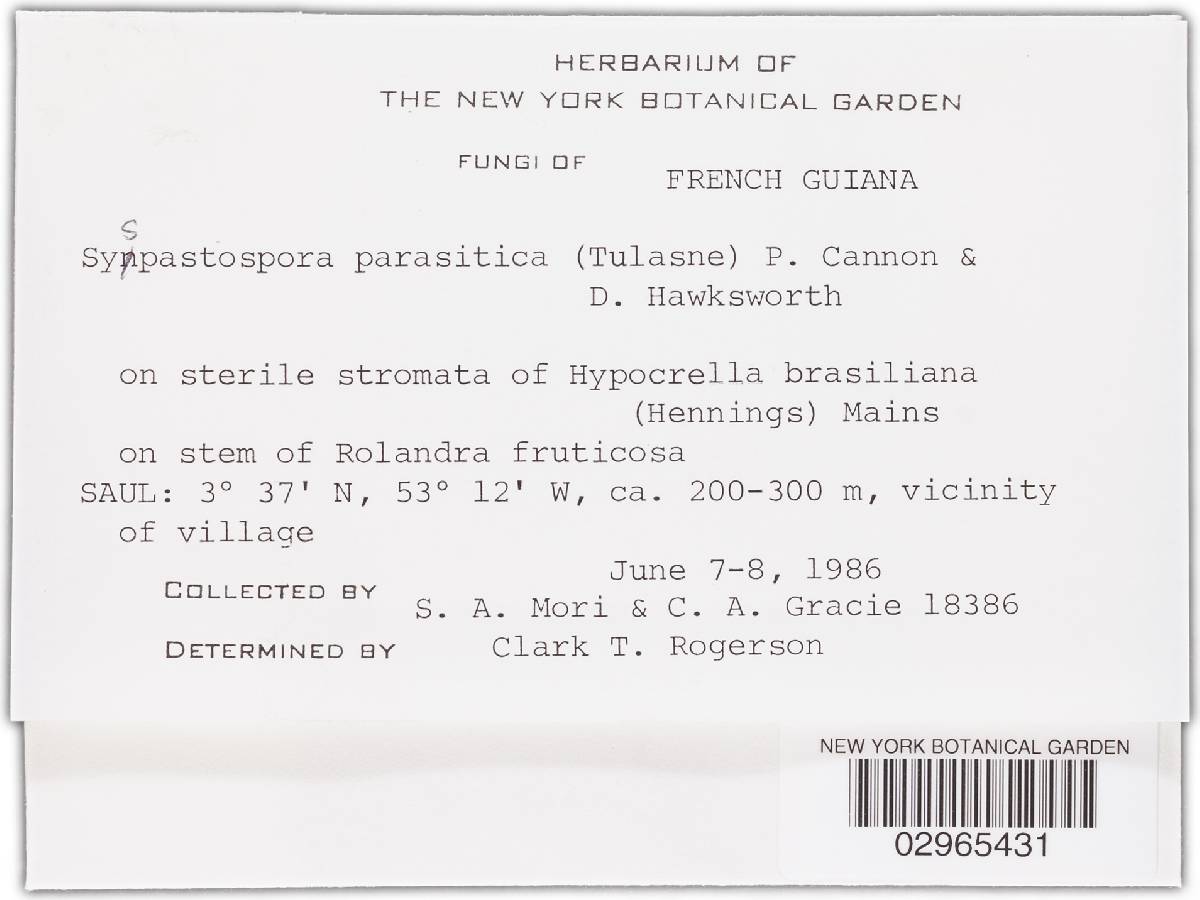 HERBARIUM OF
THE NEW YORK BOTANICAL GARDEN
FUNGI OF FRENCH GUIANA
Syspastospora parasitica (Tulasne) P. Cannon &
D. Hawksworth
on sterile stromata of Hypocrella brasiliana
(Hennings) Mains
on stem of Rolandra fruticosa
SAUL: 3° 37' N, 53° 12' W, ca. 200-300 m, vicinity
of village
June 7-8, 1986
COLLECTED BY S. A. Mori & C. A. Gracie 18386
DETERMINED BY Clark T. Rogerson
NEW YORK BOTANICAL GARDEN
02965431